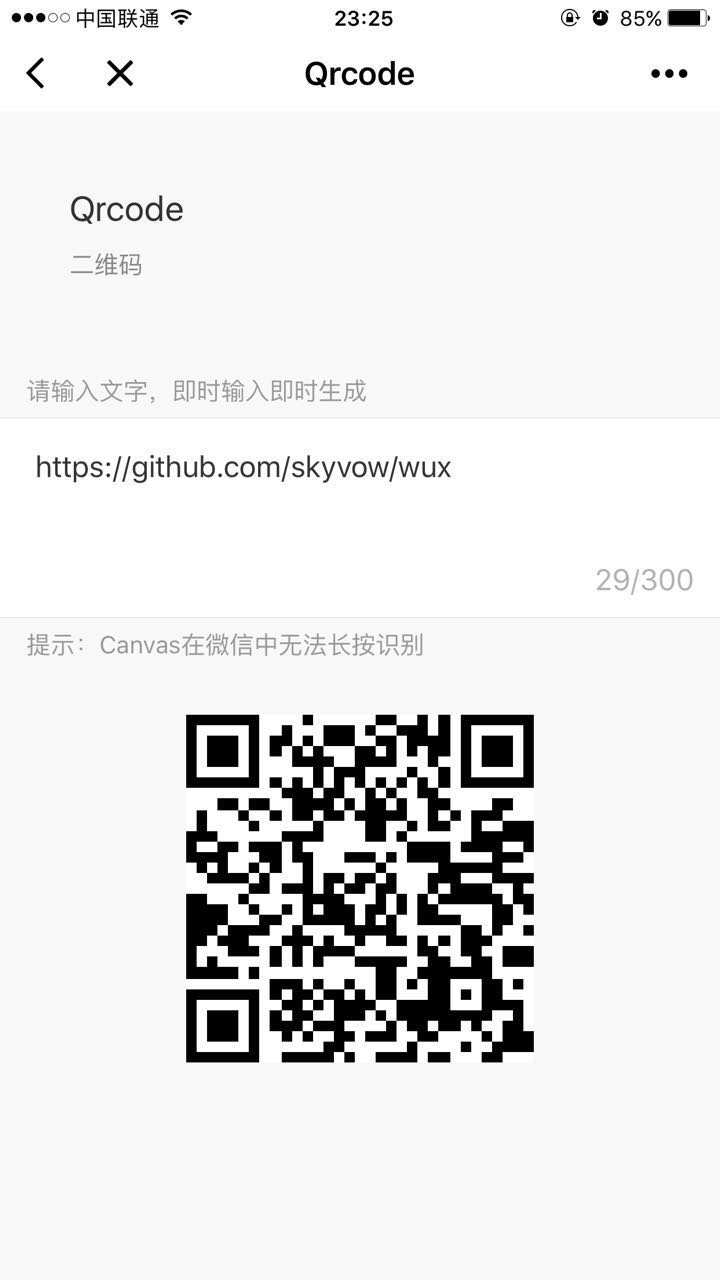 中国联通 23:25 85%
Qrcode
Qrcode
二维码
请输入文字，即时输入即时生成
https://github.com/skyvow/wux
29/300
提示：Canvas在微信中无法长按识别